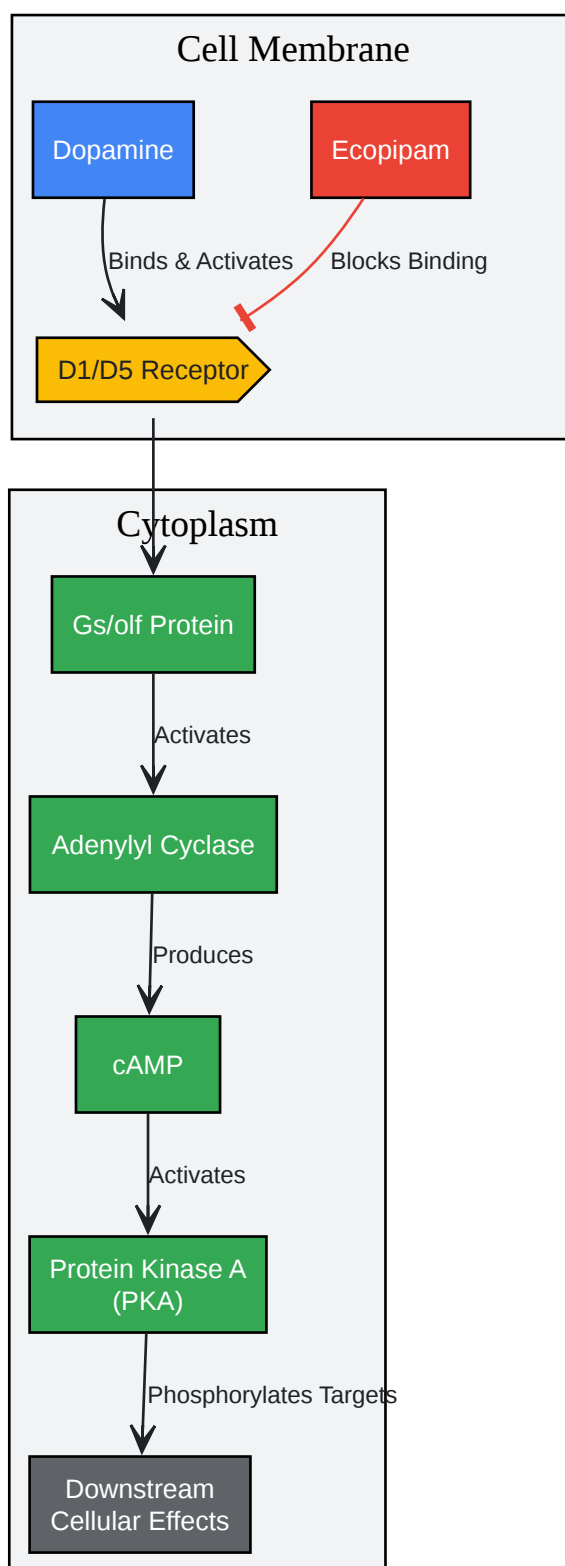 Cell Membrane
Dopamine
Ecopipam
Binds & Activates
Blocks Binding
D1/D5 Receptor
Cytoplasm
Gs/olf Protein
Activates
Adenylyl Cyclase
Produces
cAMP
Activates
Protein Kinase A
(PKA)
Phosphorylates Targets
Downstream
Cellular Effects